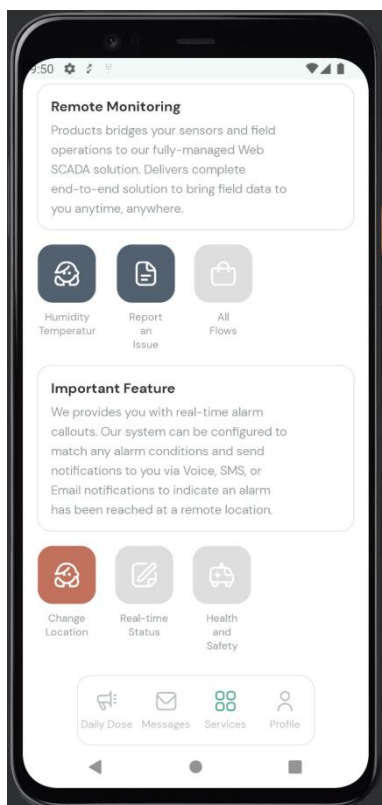 9:50
Remote Monitoring
Products bridges your sensors and field
operations to our fully-managed Web
SCADA solution. Delivers complete
end-to-end solution to bring field data to
you anytime, anywhere.
Humidity
Temperatur
Report
an
Issue
All
Flows
Important Feature
We provides you with real-time alarm
callouts. Our system can be configured to
match any alarm conditions and send
notifications to you via Voice, SMS, or
Email notifications to indicate an alarm
has been reached at a remote location.
Change
Location
Real-time
Status
Health
and
Safety
Daily Dose Messages Services Profile